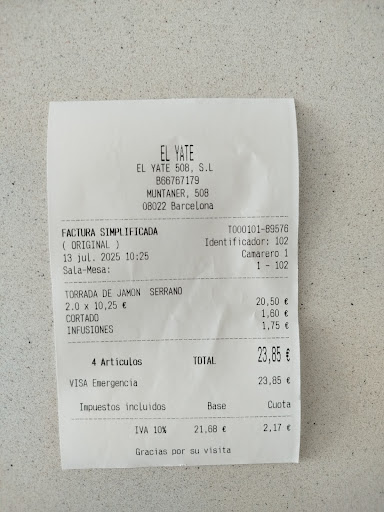 EL YATE
EL YATE 508, S.L
B66767179
MUNTANER, 508
08022 Barcelona
FACTURA SIMPLIFICADA T000101-89576
( ORIGINAL ) Identificador: 102
13 jul. 2025 10:25 Camarero 1
Sala-Mesa: 1 - 102
TORRADA DE JAMON SERRANO
2.0 x 10,25 € 20,50 €
CORTADO 1,60 €
INFUSIONES 1,75 €
4 Artículos TOTAL 23,85 €
VISA Emergencia 23,85 €
Impuestos incluidos Base Cuota
IVA 10% 21,68 € 2,17 €
Gracias por su visita